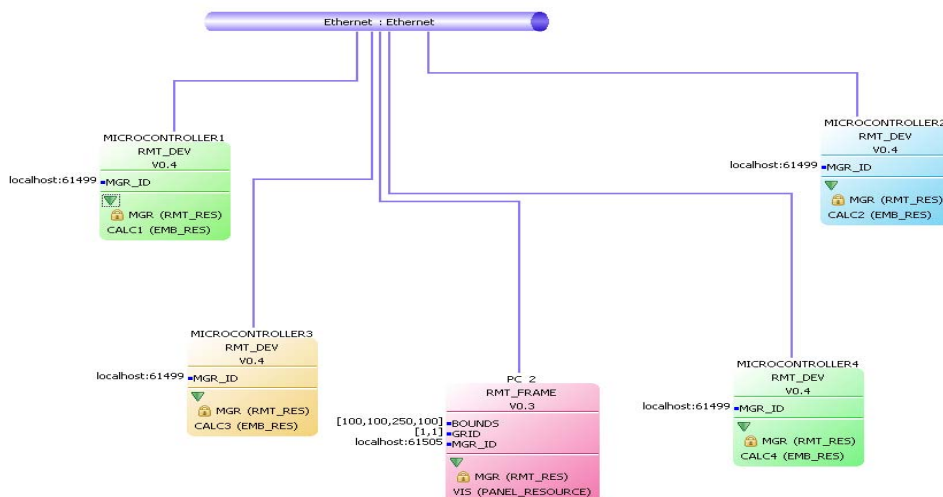 Ethernet : Ethernet
MICROCONTROLLER1
RMT_DEV
V0.4
localhost:61499
MGR_ID
MGR (RMT_RES)
CALC1 (EMB_RES)
MICROCONTROLLER2
RMT_DEV
V0.4
localhost:61499
MGR_ID
MGR (RMT_RES)
CALC2 (EMB_RES)
MICROCONTROLLER3
RMT_DEV
V0.4
localhost:61499
MGR_ID
MGR (RMT_RES)
CALC3 (EMB_RES)
PC_2
RMT_FRAME
V0.3
[100,100,250,100]
BOUNDS
[1,1]
GRID
localhost:61505
MGR_ID
MGR (RMT_RES)
VIS (PANEL_RESOURCE)
MICROCONTROLLER4
RMT_DEV
V0.4
localhost:61499
MGR_ID
MGR (RMT_RES)
CALC4 (EMB_RES)